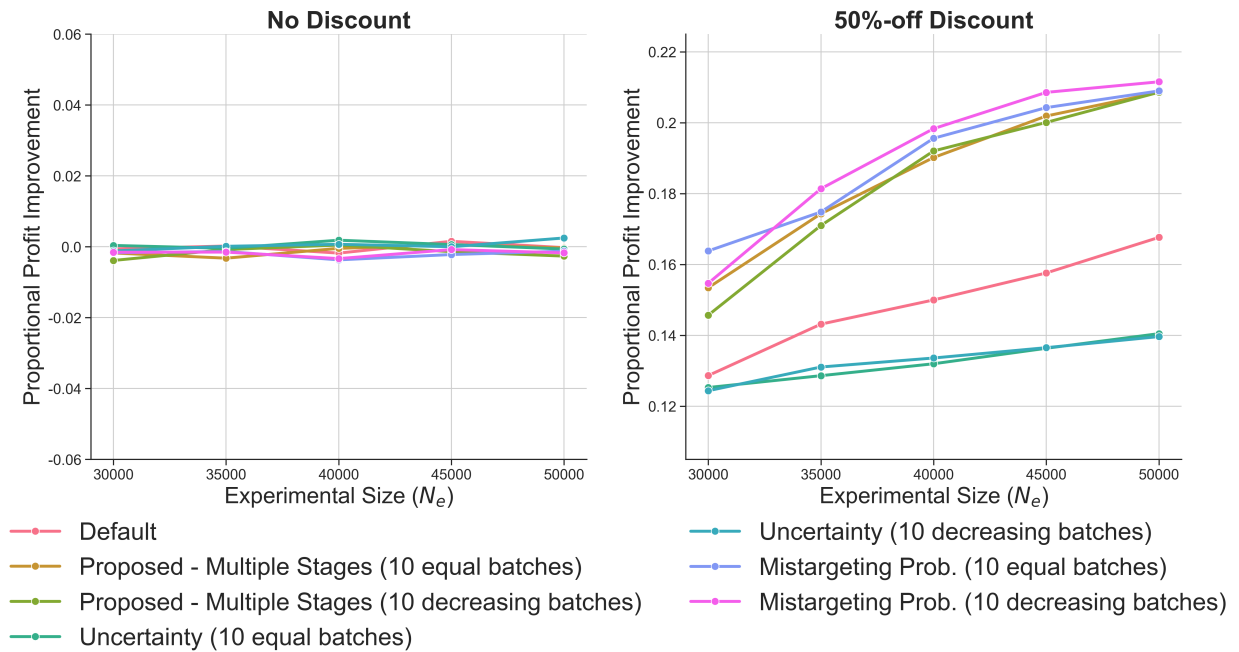 No Discount
50%-off Discount
Proportional Profit Improvement
0.06
0.04
0.02
0.0
-0.02
-0.04
-0.06
30000 35000 40000 45000 50000
Experimental Size (Nₑ)
Proportional Profit Improvement
0.22
0.2
0.18
0.16
0.14
0.12
30000 35000 40000 45000 50000
Experimental Size (Nₑ)
Default
Proposed - Multiple Stages (10 equal batches)
Proposed - Multiple Stages (10 decreasing batches)
Uncertainty (10 equal batches)
Uncertainty (10 decreasing batches)
Mistargeting Prob. (10 equal batches)
Mistargeting Prob. (10 decreasing batches)